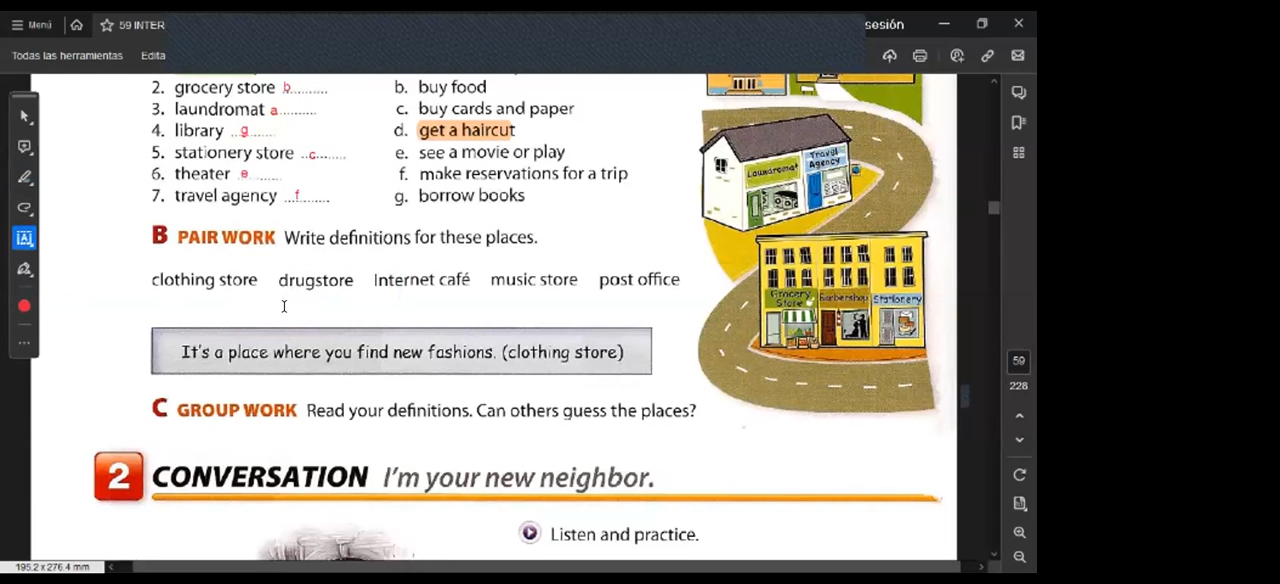 Menú 59 INTER sesión
Todas las herramientas Edita
2. grocery store b.......... b. buy food
3. laundromat a.......... c. buy cards and paper
4. library ...g....... d. get a haircut
5. stationery store ...c....... e. see a movie or play
6. theater .e.......... f. make reservations for a trip
7. travel agency ....f......... g. borrow books
Laundromat Travel Agency
B PAIR WORK Write definitions for these places.
clothing store drugstore Internet café music store post office
Grocery Store Barbershop Stationery
It's a place where you find new fashions. (clothing store)
59
228
C GROUP WORK Read your definitions. Can others guess the places?
2 CONVERSATION I'm your new neighbor.
Listen and practice.
195.2 x 276.4 mm